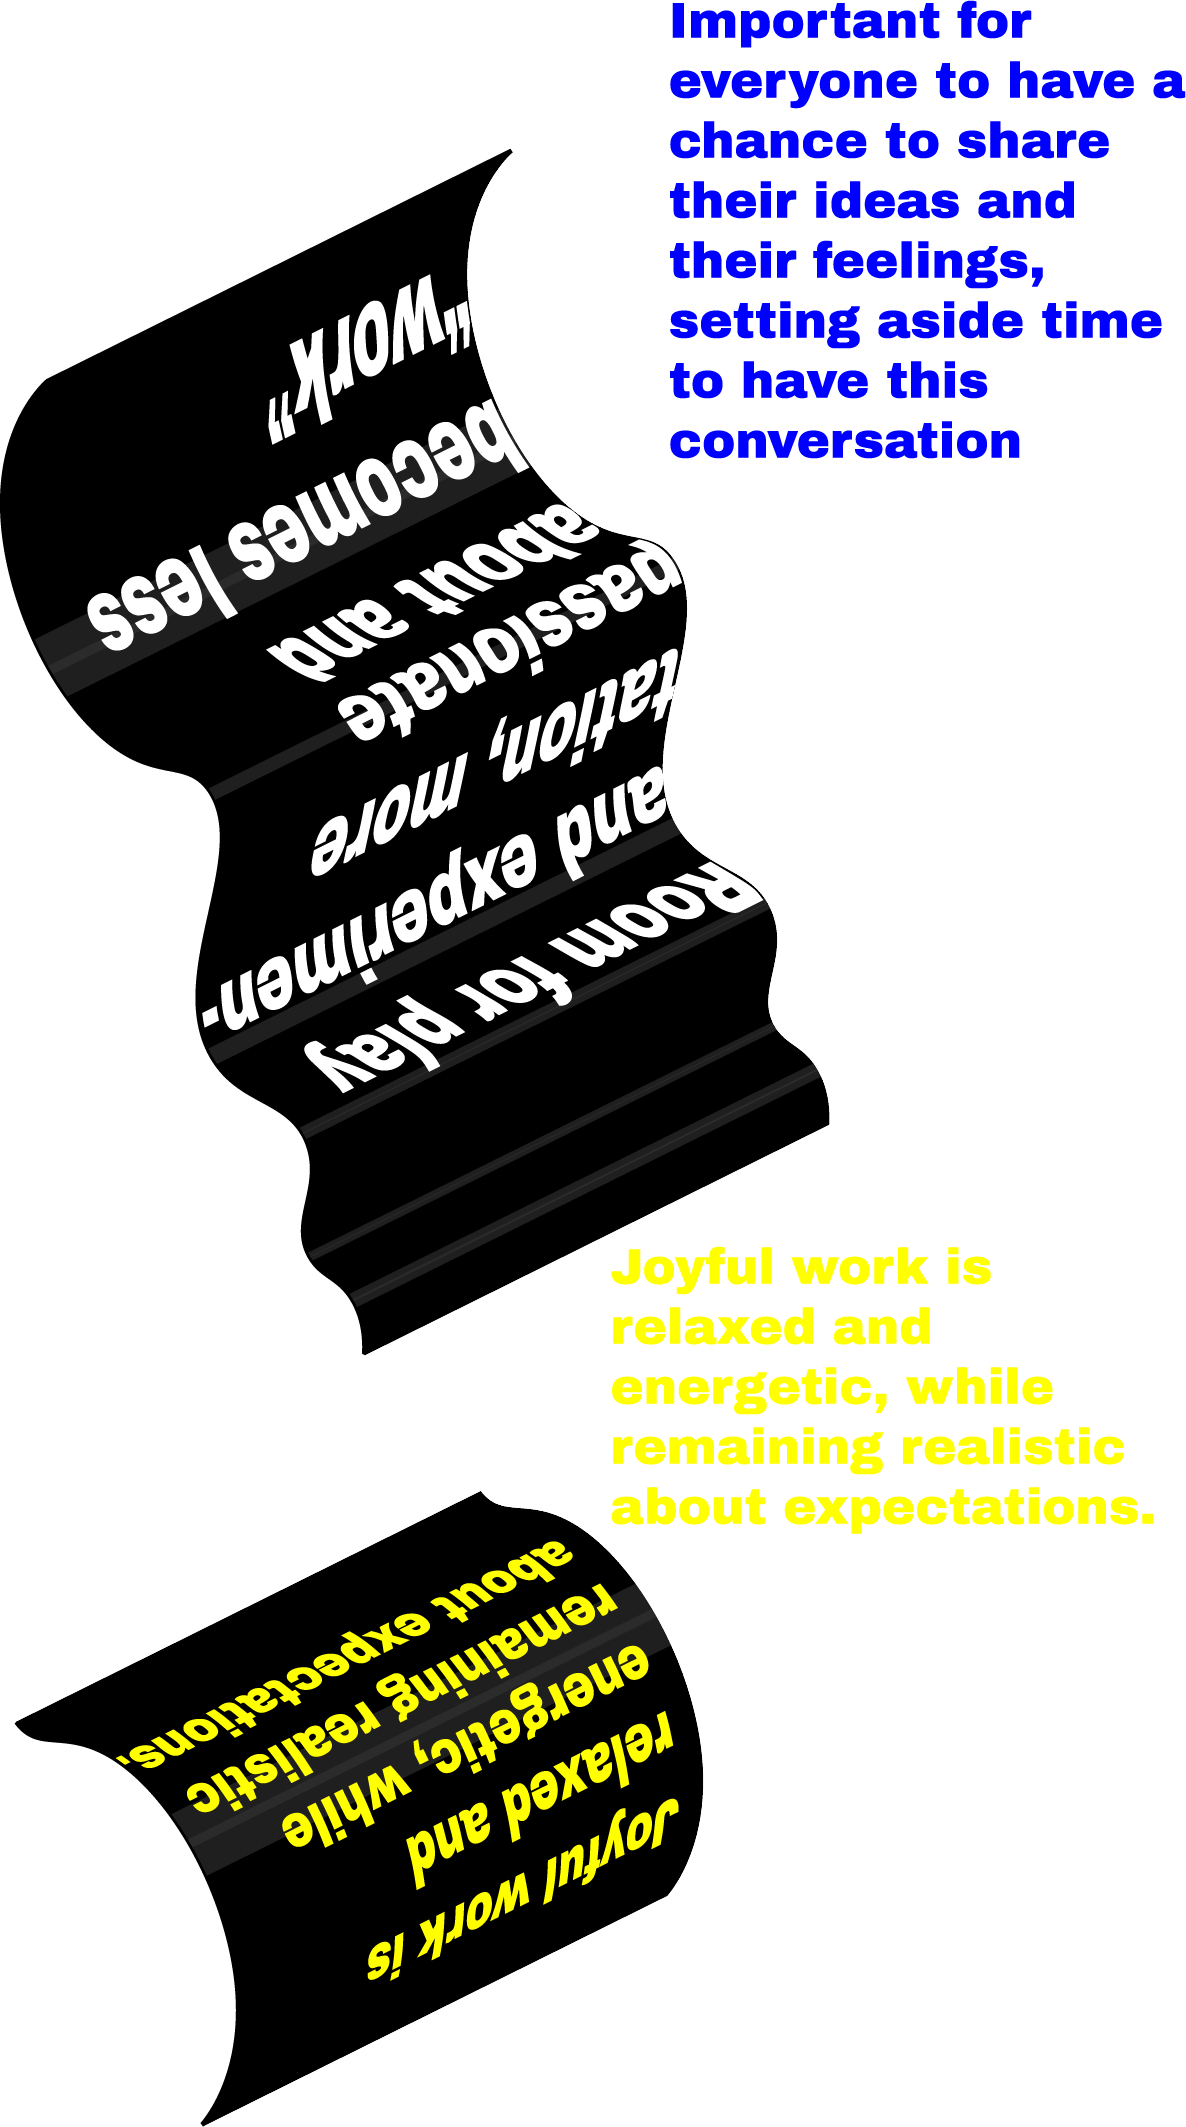 Important for
everyone to have a
chance to share
their ideas and
their feelings,
setting aside time
to have this
conversation
Room for play
and experimen-
tation, more
passionate
about and
becomes less
“work”
Joyful work is
relaxed and
energetic, while
remaining realistic
about expectations.
Joyful work is
relaxed and
energetic, while
remaining realistic
about expectations.